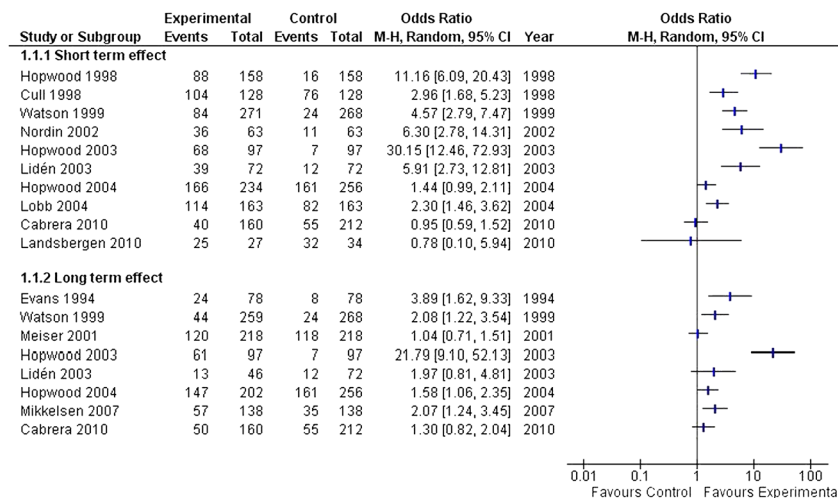 Experimental Control Odds Ratio Odds Ratio
Study or Subgroup Events Total Events Total M-H, Random, 95% CI Year M-H, Random, 95% CI
1.1.1 Short term effect
Hopwood 1998 88 158 16 158 11.16 [6.09, 20.43] 1998
Cull 1998 104 128 76 128 2.96 [1.68, 5.23] 1998
Watson 1999 84 271 24 268 4.57 [2.79, 7.47] 1999
Nordin 2002 36 63 11 63 6.30 [2.78, 14.31] 2002
Hopwood 2003 68 97 7 97 30.15 [12.46, 72.93] 2003
Lidén 2003 39 72 12 72 5.91 [2.73, 12.81] 2003
Hopwood 2004 166 234 161 256 1.44 [0.99, 2.11] 2004
Lobb 2004 114 163 82 163 2.30 [1.46, 3.62] 2004
Cabrera 2010 40 160 55 212 0.95 [0.59, 1.52] 2010
Landsbergen 2010 25 27 32 34 0.78 [0.10, 5.94] 2010
1.1.2 Long term effect
Evans 1994 24 78 8 78 3.89 [1.62, 9.33] 1994
Watson 1999 44 259 24 268 2.08 [1.22, 3.54] 1999
Meiser 2001 120 218 118 218 1.04 [0.71, 1.51] 2001
Hopwood 2003 61 97 7 97 21.79 [9.10, 52.13] 2003
Lidén 2003 13 46 12 72 1.97 [0.81, 4.81] 2003
Hopwood 2004 147 202 161 256 1.58 [1.06, 2.35] 2004
Mikkelsen 2007 57 138 35 138 2.07 [1.24, 3.45] 2007
Cabrera 2010 50 160 55 212 1.30 [0.82, 2.04] 2010
0.01 0.1 1 10 100
Favours Control Favours Experimenta